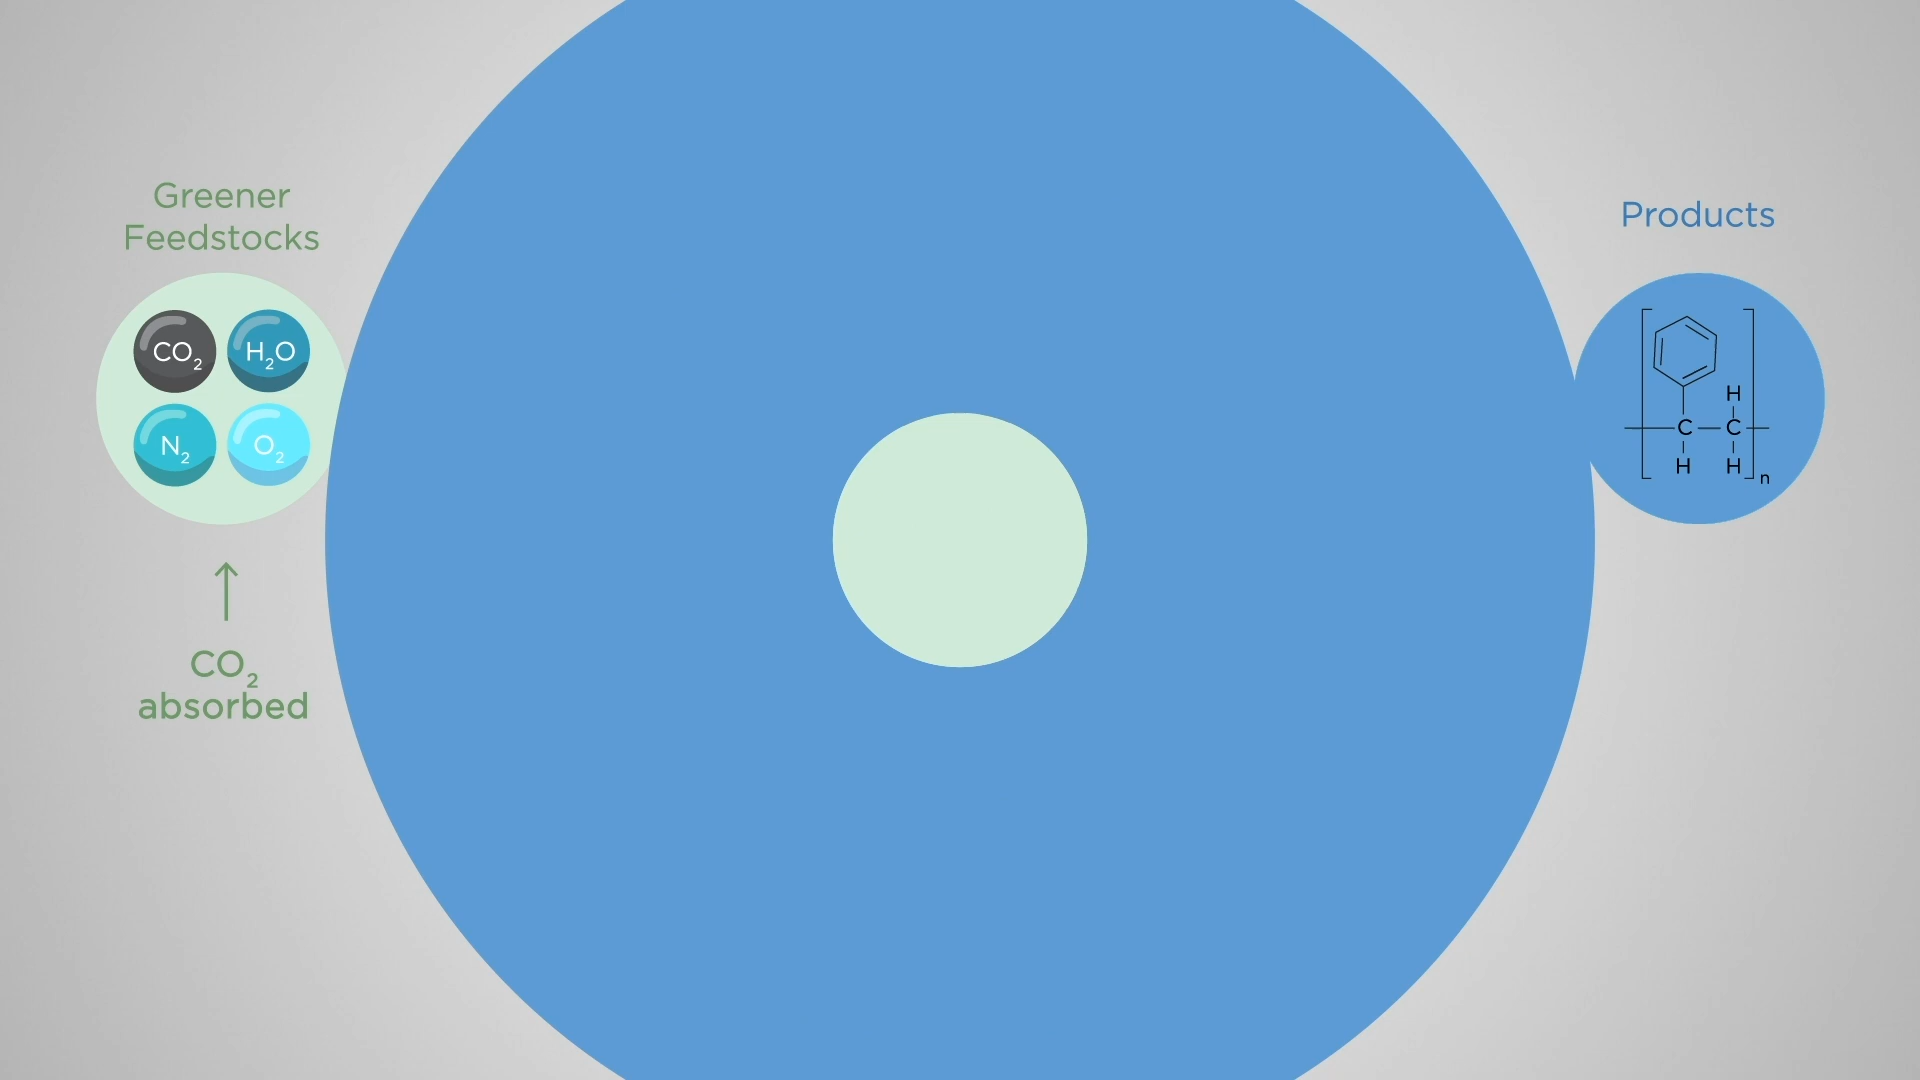 Greener
Feedstocks
CO₂
H₂O
N₂
O₂
CO₂
absorbed
Products
H
C
C
H
H
n